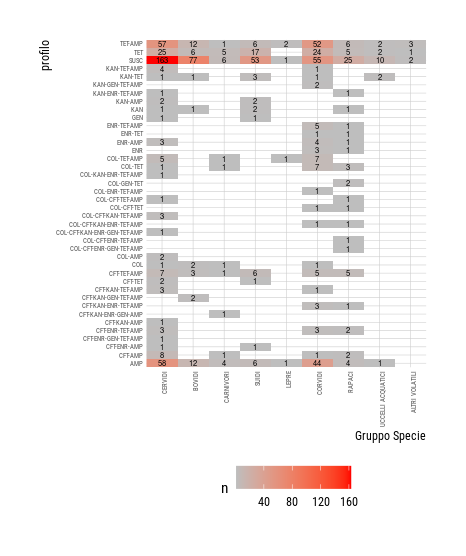 profilo
TET-AMP 57 12 1 6 2 52 6 2 3
TET 25 6 5 17 24 5 2 1
SUSC 163 77 6 53 1 55 25 10 2
KAN-TET-AMP 4 1
KAN-TET 1 1 3 1 2
KAN-GEN-TET-AMP 2
KAN-ENR-TET-AMP 1 1
KAN-AMP 2 2
KAN 1 1 2 1
GEN 1 1
ENR-TET-AMP 5 1
ENR-TET 1 1
ENR-AMP 3 4 1
ENR 3 1
COL-TET-AMP 5 1 1 7
COL-TET 1 1 7 3
COL-KAN-ENR-TET-AMP 1
COL-GEN-TET 2
COL-ENR-TET-AMP 1
COL-CFT-TET-AMP 1 1
COL-CFT-TET 1 1
COL-CFT-KAN-TET-AMP 3
COL-CFT-KAN-ENR-TET-AMP 1 1
COL-CFT-KAN-ENR-GEN-TET-AMP 1
COL-CFT-ENR-TET-AMP 1
COL-CFT-ENR-GEN-TET-AMP 1
COL-AMP 2
COL 1 2 1 1
CFT-TET-AMP 7 3 1 6 5 5
CFT-TET 2 1
CFT-KAN-TET-AMP 3 1
CFT-KAN-GEN-TET-AMP 2
CFT-KAN-ENR-TET-AMP 3 1
CFT-KAN-ENR-GEN-AMP 1
CFT-KAN-AMP 1
CFT-ENR-TET-AMP 3 3 2
CFT-ENR-GEN-TET-AMP 1
CFT-ENR-AMP 1 1
CFT-AMP 8 1 1 2
AMP 58 12 4 6 1 44 4 1
CERVIDI BOVIDI CARNIVORI SUIDI LEPRE CORVIDI RAPACI UCCELLI ACQUATICI ALTRI VOLATILI
Gruppo Specie
n
40 80 120 160